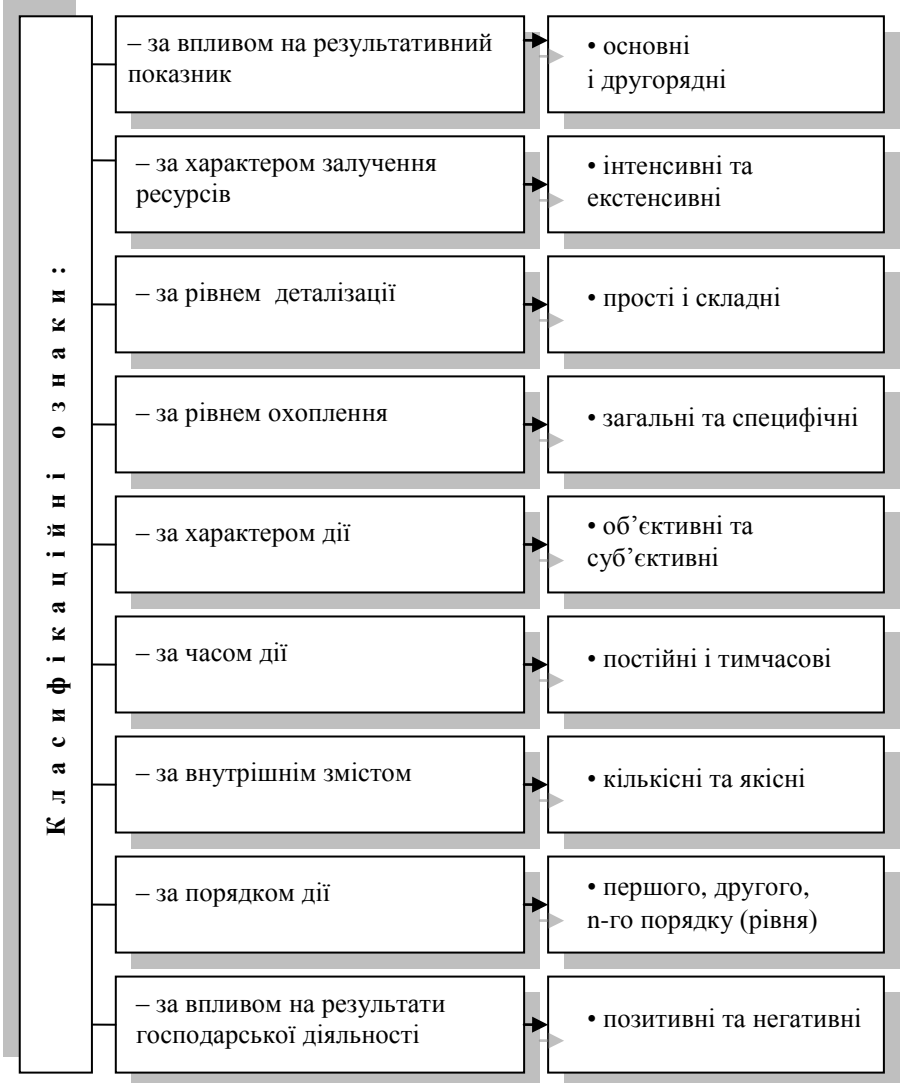 Класифікаційні ознаки:
– за впливом на результативний
показник
• основні
і другорядні
– за характером залучення
ресурсів
• інтенсивні та
екстенсивні
– за рівнем деталізації
• прості і складні
– за рівнем охоплення
• загальні та специфічні
– за характером дії
• об’єктивні та
суб’єктивні
– за часом дії
• постійні і тимчасові
– за внутрішнім змістом
• кількісні та якісні
– за порядком дії
• першого, другого,
n-го порядку (рівня)
– за впливом на результати
господарської діяльності
• позитивні та негативні